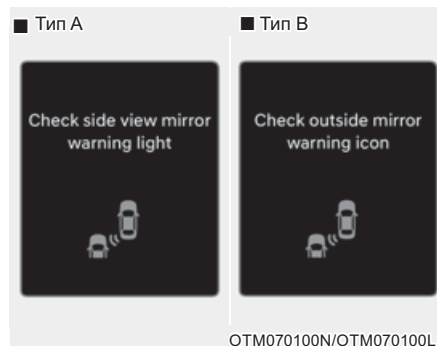 ■ Тип A
■ Тип B
Check side view mirror
warning light
Check outside mirror
warning icon
OTM070100N/OTM070100L